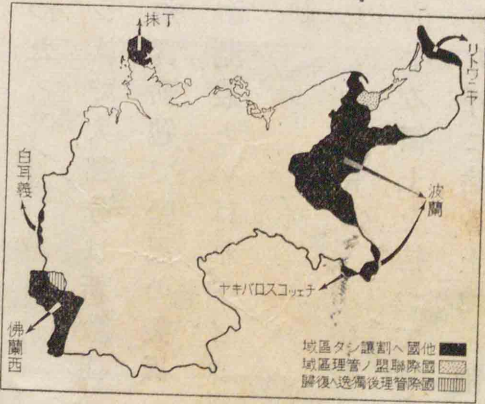 丁抹
リトワニヤ
波蘭
チェッコスロバキヤ
白耳義
佛蘭西
他國ヘ割讓シタ區域
國際聯盟ノ管理區域
國際管理後獨逸ヘ復歸